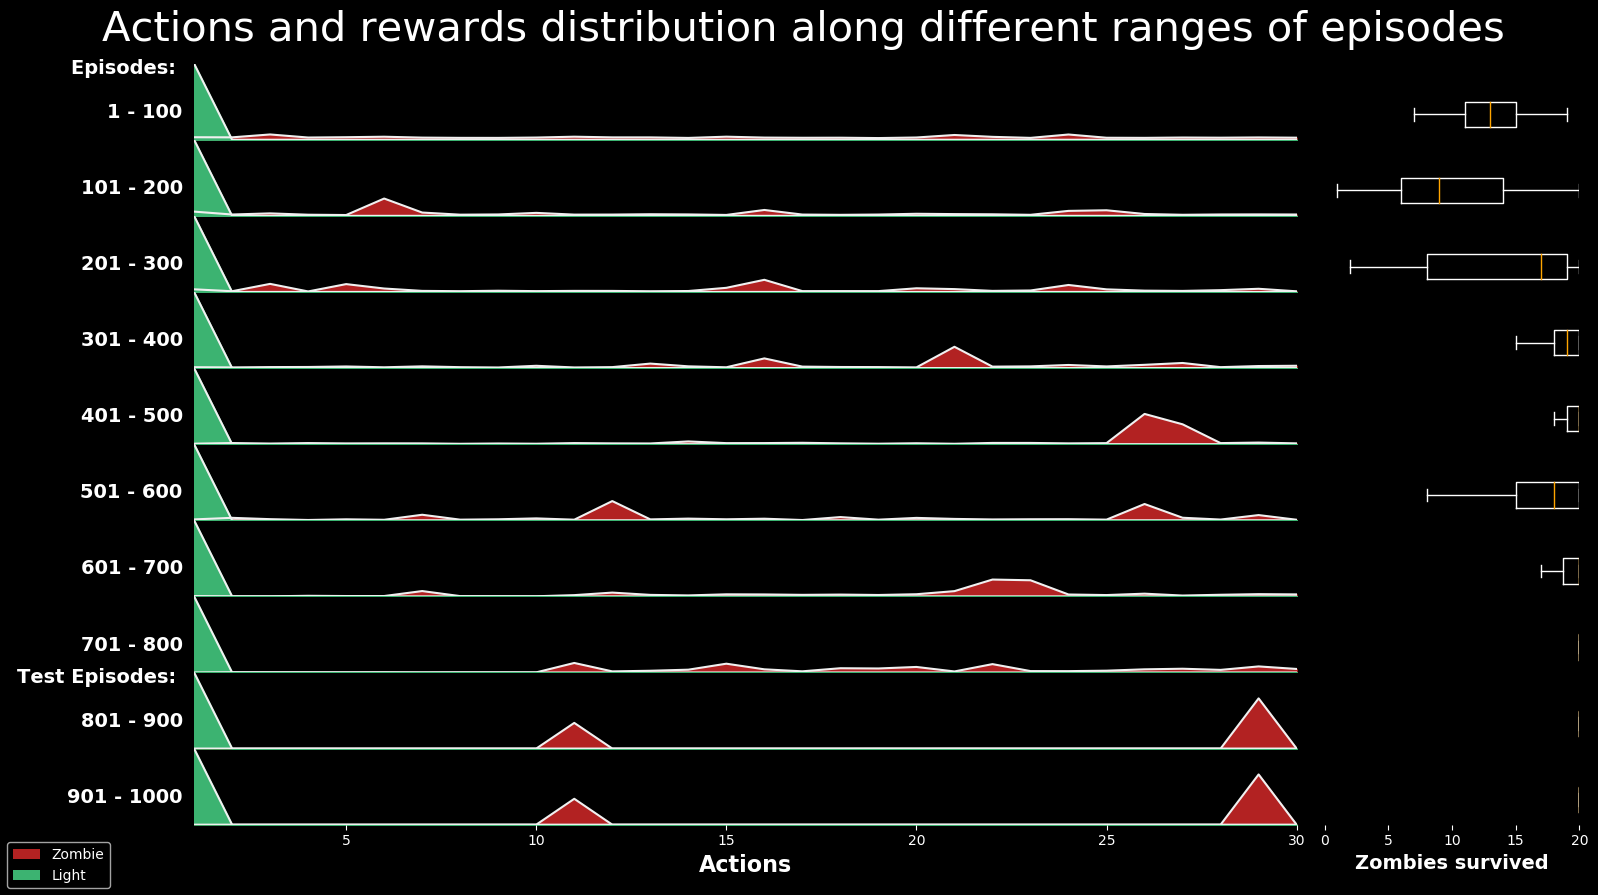 Actions and rewards distribution along different ranges of episodes
Episodes:
1 - 100
101 - 200
201 - 300
301 - 400
401 - 500
501 - 600
601 - 700
701 - 800
Test Episodes:
801 - 900
901 - 1000
5 10 15 20 25 30
0 5 10 15 20
Actions
Zombies survived
Zombie
Light